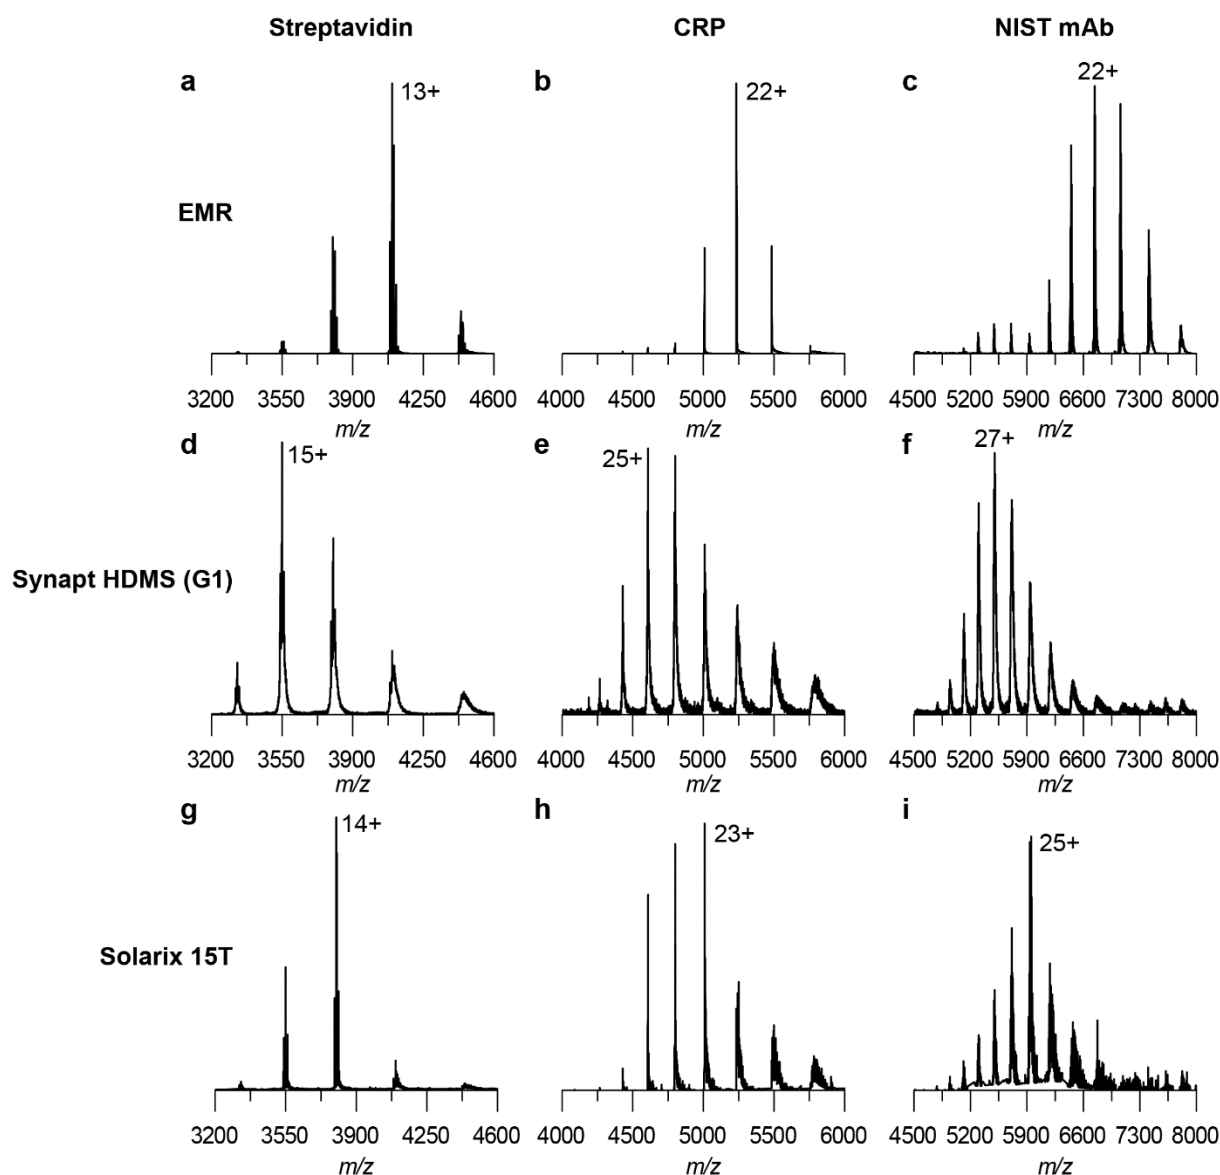 Streptavidin CRP NIST mAb
a 13+ b 22+ c 22+
EMR
3200 3550 3900 4250 4600 4000 4500 5000 5500 6000 4500 5200 5900 6600 7300 8000
m/z m/z m/z
d 15+ e 25+ f 27+
Synapt HDMS (G1)
3200 3550 3900 4250 4600 4000 4500 5000 5500 6000 4500 5200 5900 6600 7300 8000
m/z m/z m/z
g 14+ h 23+ i 25+
Solarix 15T
3200 3550 3900 4250 4600 4000 4500 5000 5500 6000 4500 5200 5900 6600 7300 8000
m/z m/z m/z